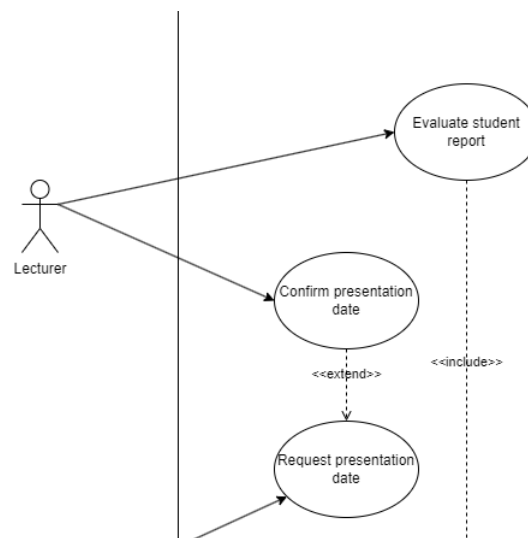 Evaluate student
report
Lecturer
Confirm presentation
date
<<include>>
<<extend>>
Request presentation
date